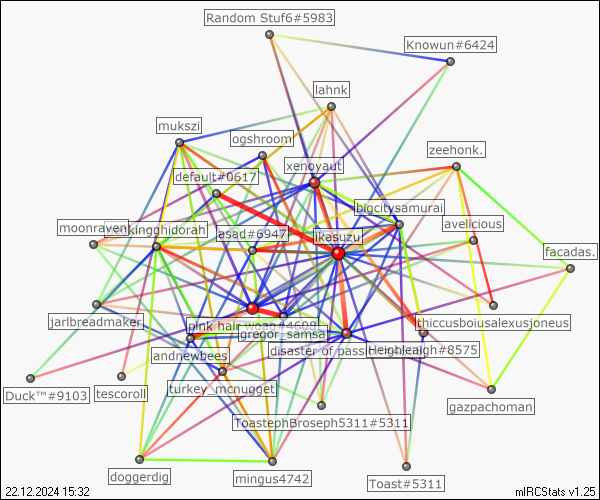 Random Stuf6#5983
Knowun#6424
lahnk
mukszi
ogshroom
zeehonk.
xenoyaut
default#0617
bigcitysamurai
moonraven
kingghidorah
asad#6947
ikasuzu
avelicious
facadas.
jarlbreadmaker
pink hair woao#4608
gregor_samsa
thiccusboiusalexusjoneus
andnewbees
disaster of pass
Heighleigh#8575
Duck™#9103
tescoroll
turkey_mcnugget
gazpachoman
ToastephBroseph5311#5311
doggerdig
mingus4742
Toast#5311
22.12.2024 15:32
mIRCStats v1.25